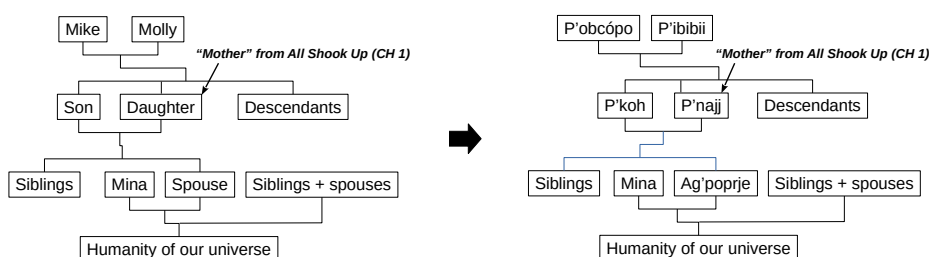 Mike Molly
"Mother" from All Shook Up (CH 1)
Son Daughter Descendants
Siblings Mina Spouse Siblings + spouses
Humanity of our universe
P'obcópo P'ibibii
"Mother" from All Shook Up (CH 1)
P'koh P'najj Descendants
Siblings Mina Ag'poprje Siblings + spouses
Humanity of our universe